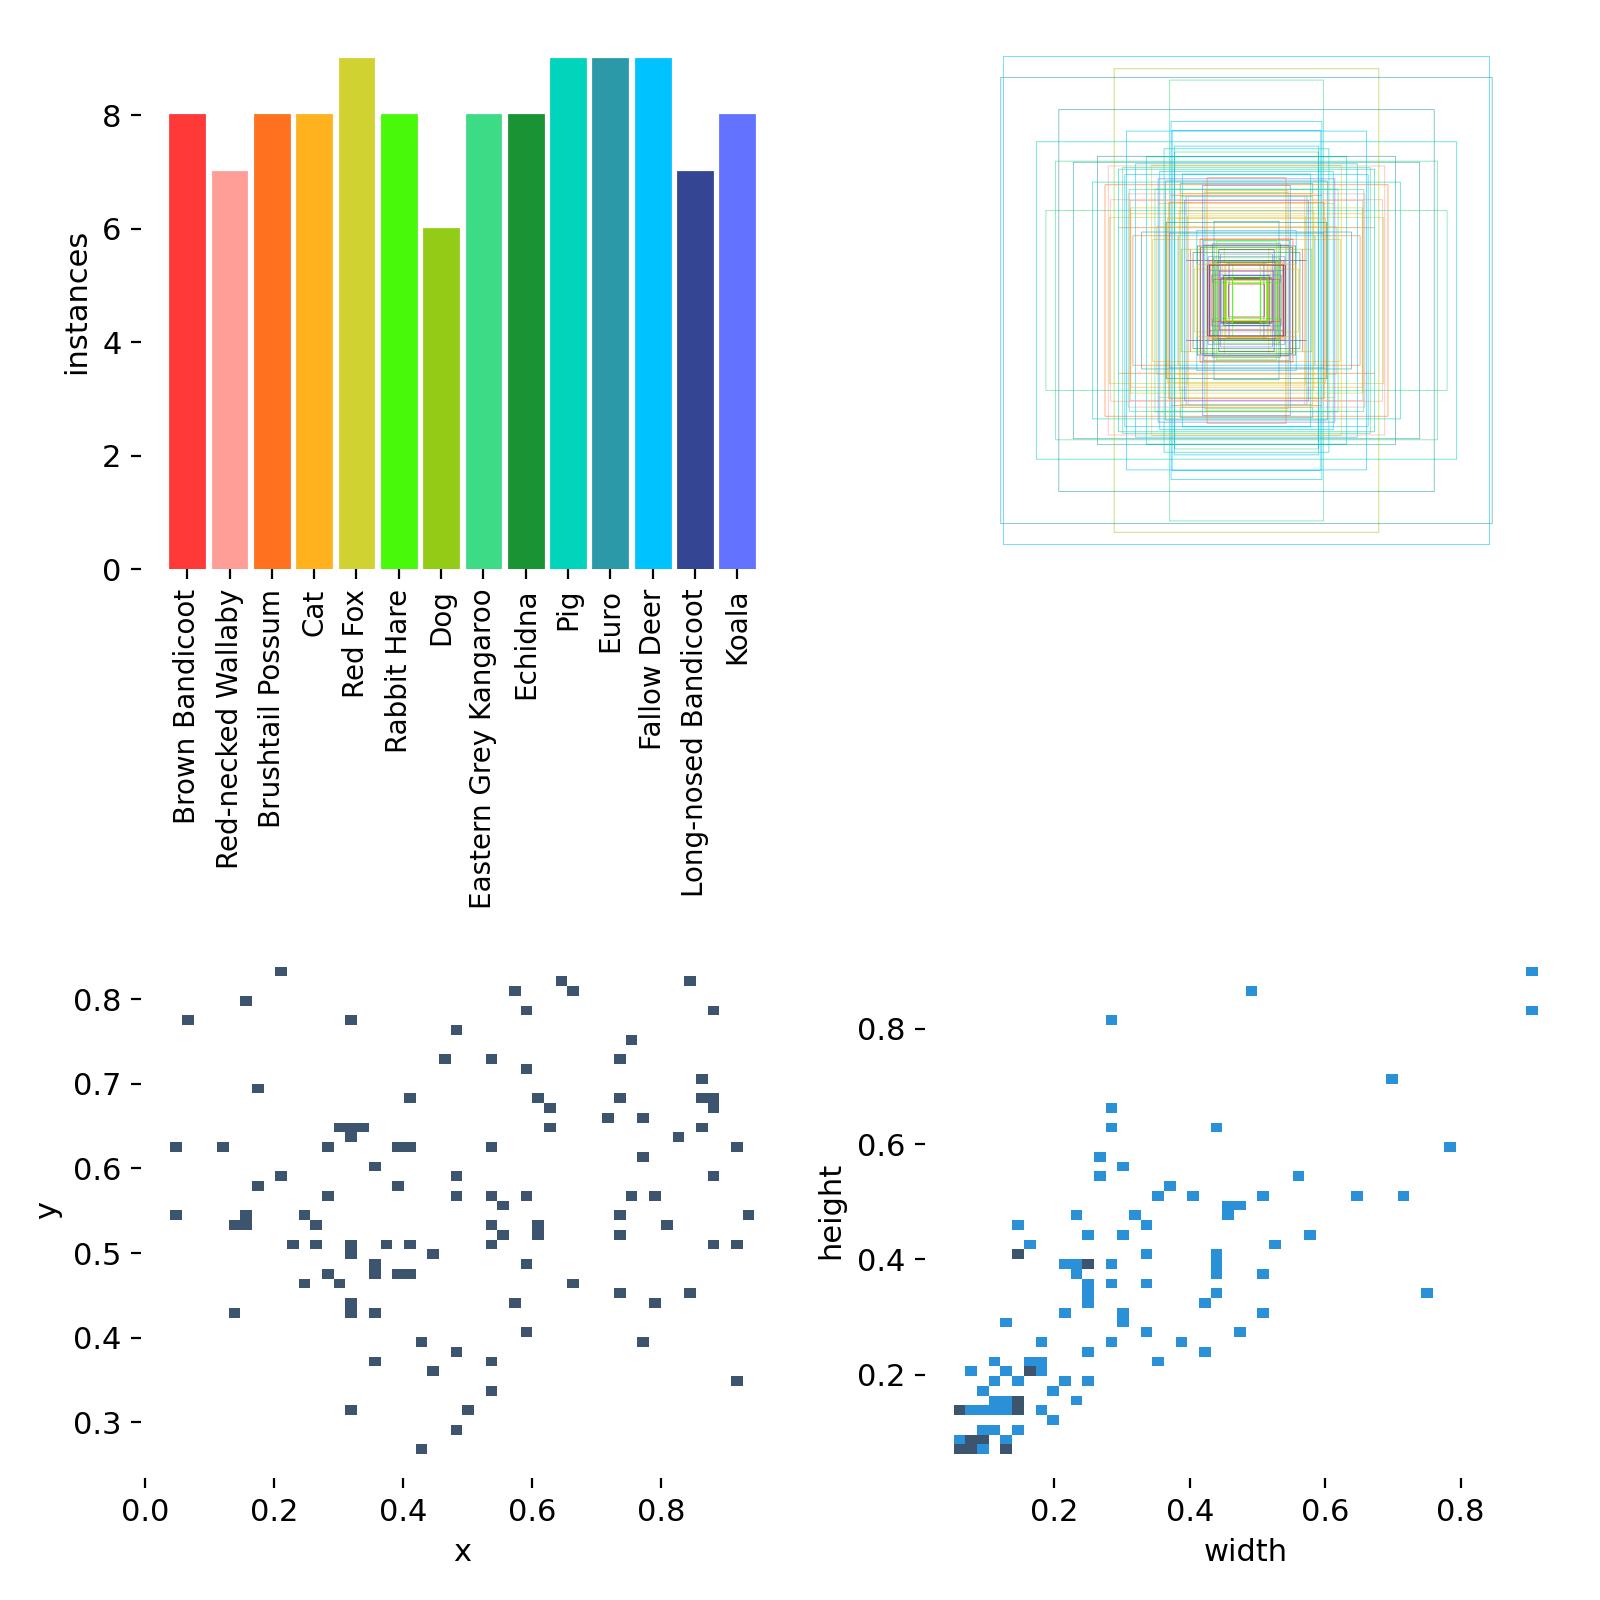 instances
8
6
4
2
0
Brown Bandicoot
Red-necked Wallaby
Brushtail Possum
Cat
Red Fox
Rabbit Hare
Dog
Eastern Grey Kangaroo
Echidna
Pig
Euro
Fallow Deer
Long-nosed Bandicoot
Koala
y
0.8
0.7
0.6
0.5
0.4
0.3
0.0 0.2 0.4 0.6 0.8
x
height
0.8
0.6
0.4
0.2
0.2 0.4 0.6 0.8
width